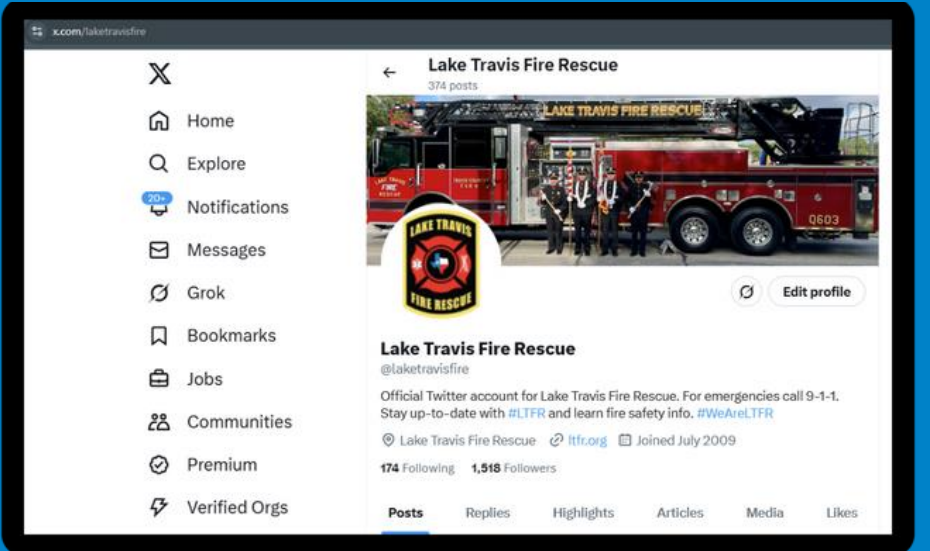 x.com/laketravisfire
Lake Travis Fire Rescue
374 posts
Home
Explore
20+
Notifications
Messages
Grok
Bookmarks
Jobs
Communities
Premium
Verified Orgs
LAKE TRAVIS FIRE RESCUE
Q603
LAKE TRAVIS
FIRE RESCUE
Edit profile
Lake Travis Fire Rescue
@laketravisfire
Official Twitter account for Lake Travis Fire Rescue. For emergencies call 9-1-1.
Stay up-to-date with #LTFR and learn fire safety info. #WeAreLTFR
Lake Travis Fire Rescue ltfr.org Joined July 2009
174 Following 1,518 Followers
Posts Replies Highlights Articles Media Likes